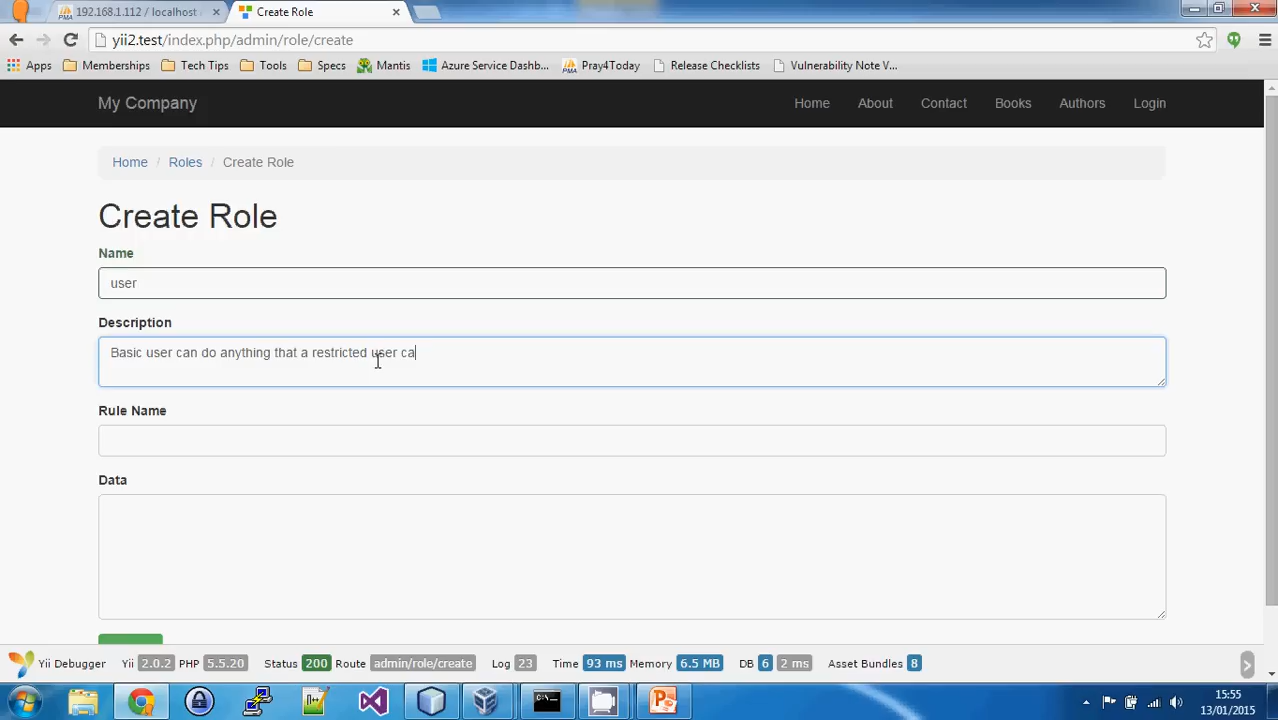 192.168.1.112 / localhost
Create Role
yii2.test/index.php/admin/role/create
Apps Memberships Tech Tips Tools Specs Mantis Azure Service Dashb... Pray4Today Release Checklists Vulnerability Note V...
My Company Home About Contact Books Authors Login
Home / Roles / Create Role
Create Role
Name
user
Description
Basic user can do anything that a restricted user ca
Rule Name
Data
Yii Debugger Yii 2.0.2 PHP 5.5.20 Status 200 Route admin/role/create Log 23 Time 93 ms Memory 6.5 MB DB 6 2 ms Asset Bundles 8
15:55
13/01/2015